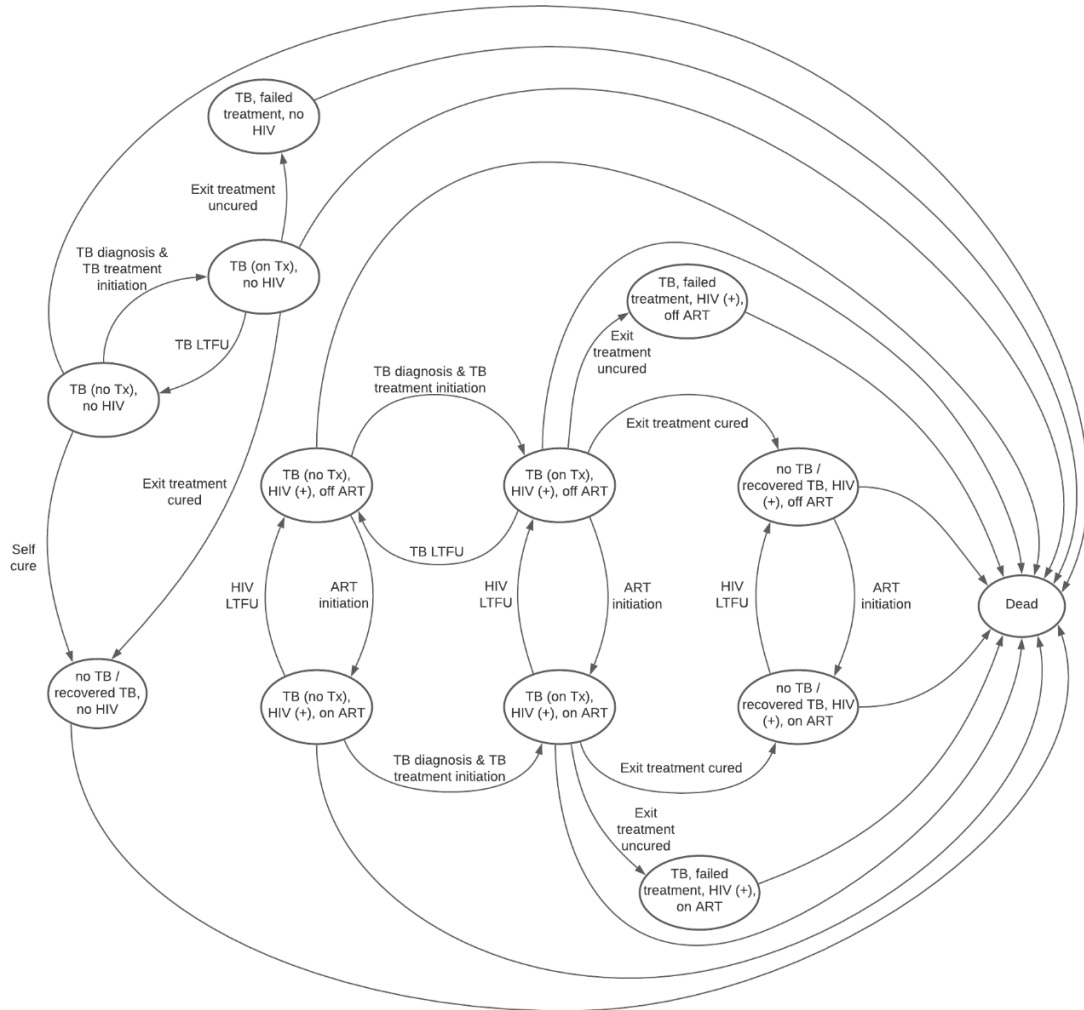 TB, failed
treatment, no
HIV
Exit treatment
uncured
TB diagnosis &
TB treatment
initiation
TB (on Tx),
no HIV
TB LTFU
TB (no Tx),
no HIV
Exit treatment
cured
Self
cure
no TB /
recovered TB,
no HIV
TB, failed
treatment, HIV (+),
off ART
Exit
treatment
uncured
TB diagnosis & TB
treatment initiation
Exit treatment cured
TB (no Tx),
HIV (+), off ART
TB (on Tx),
HIV (+), off ART
no TB /
recovered TB, HIV
(+), off ART
TB LTFU
HIV
LTFU
ART
initiation
HIV
LTFU
ART
initiation
HIV
LTFU
ART
initiation
Dead
TB (no Tx),
HIV (+), on ART
TB (on Tx),
HIV (+), on ART
no TB /
recovered TB, HIV
(+), on ART
TB diagnosis & TB
treatment initiation
Exit treatment cured
Exit
treatment
uncured
TB, failed
treatment, HIV (+),
on ART